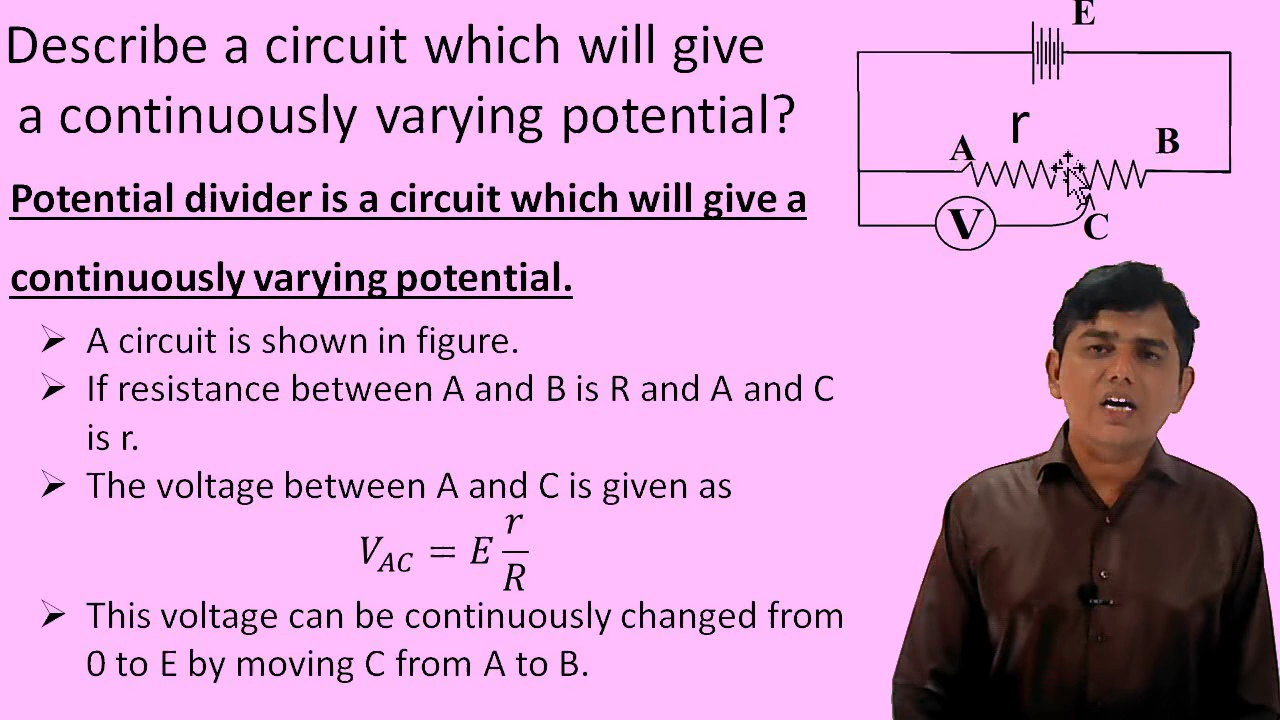 Describe a circuit which will give
a continuously varying potential?
Potential divider is a circuit which will give a
continuously varying potential.
➢ A circuit is shown in figure.
➢ If resistance between A and B is R and A and C
is r.
➢ The voltage between A and C is given as
V_AC = E r/R
➢ This voltage can be continuously changed from
0 to E by moving C from A to B.
E
r
A
B
V
C